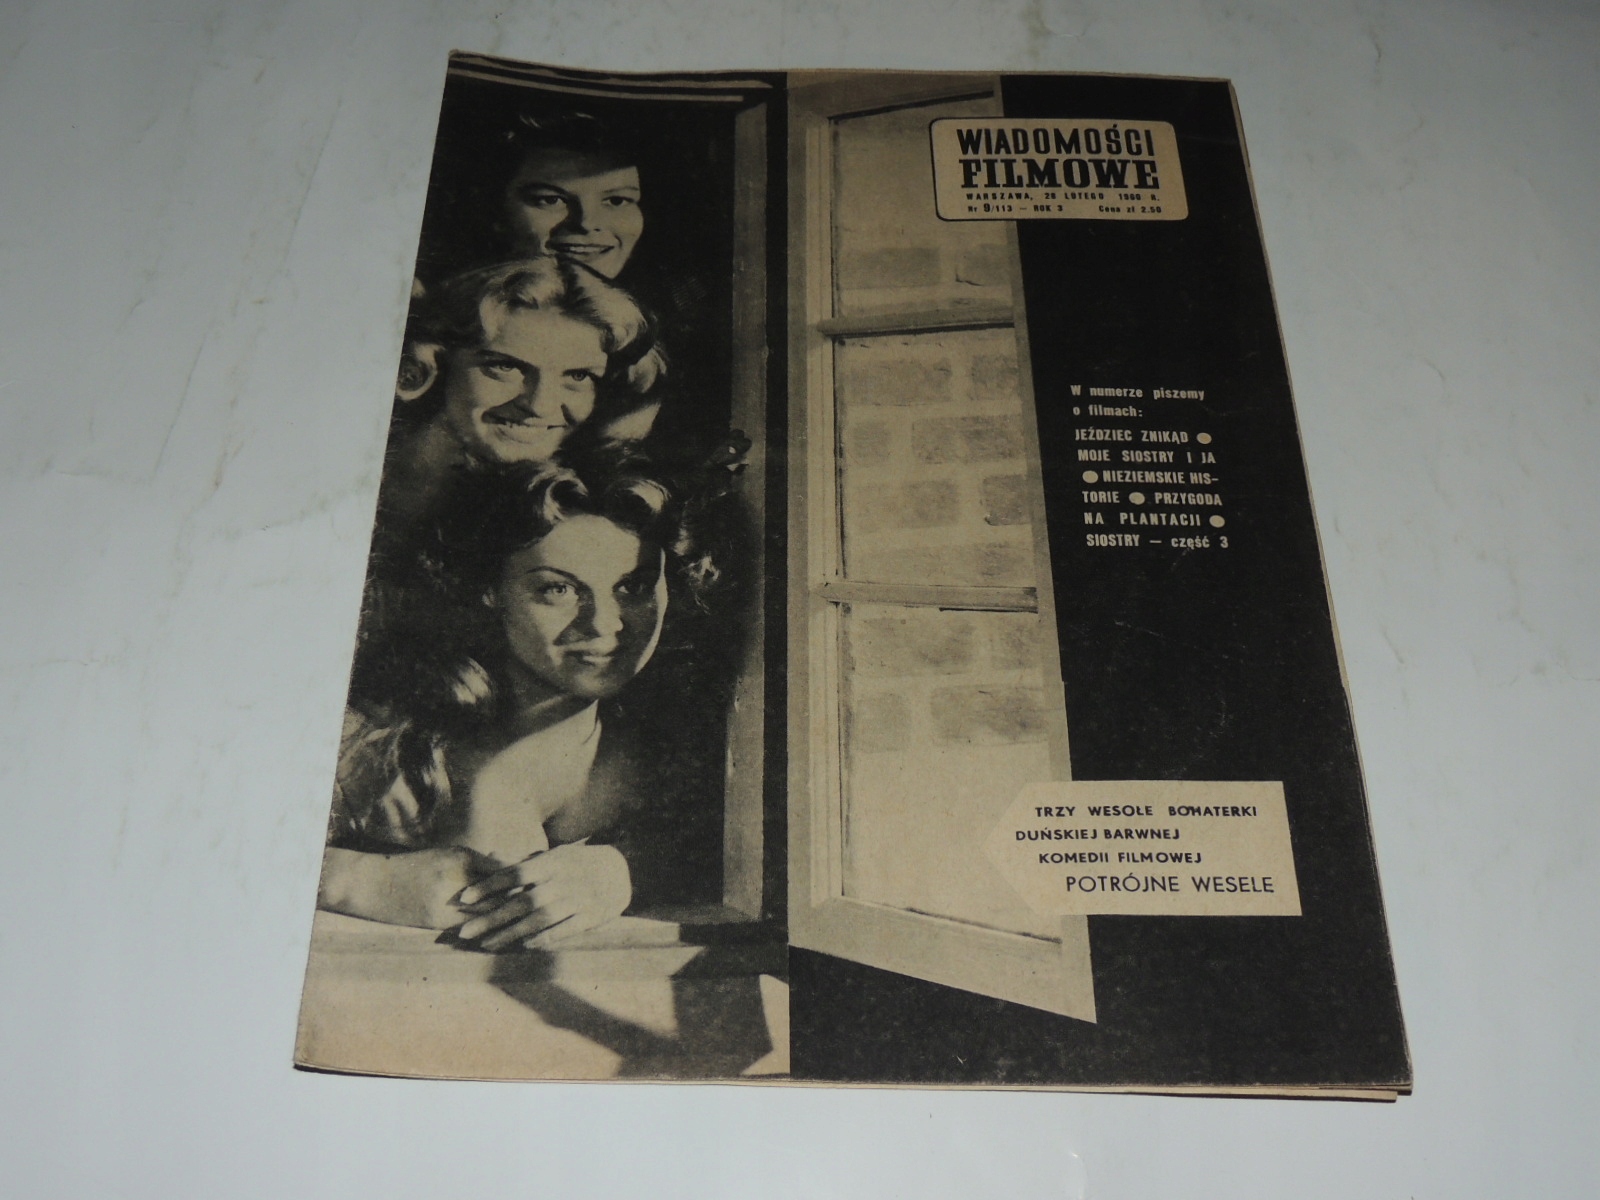 WIADOMOŚCI
FILMOWE
WARSZAWA, 28 LUTEGO 1960 R.
Nr 9/113 — ROK 3 Cena zł 2.50
W numerze piszemy
o filmach:
JEŹDZIEC ZNIKĄD ●
MOJE SIOSTRY I JA
● NIEZIEMSKIE HIS-
TORIE ● PRZYGODA
NA PLANTACJI ●
SIOSTRY — część 3
TRZY WESOŁE BOHATERKI
DUŃSKIEJ BARWNEJ
KOMEDII FILMOWEJ
POTRÓJNE WESELE